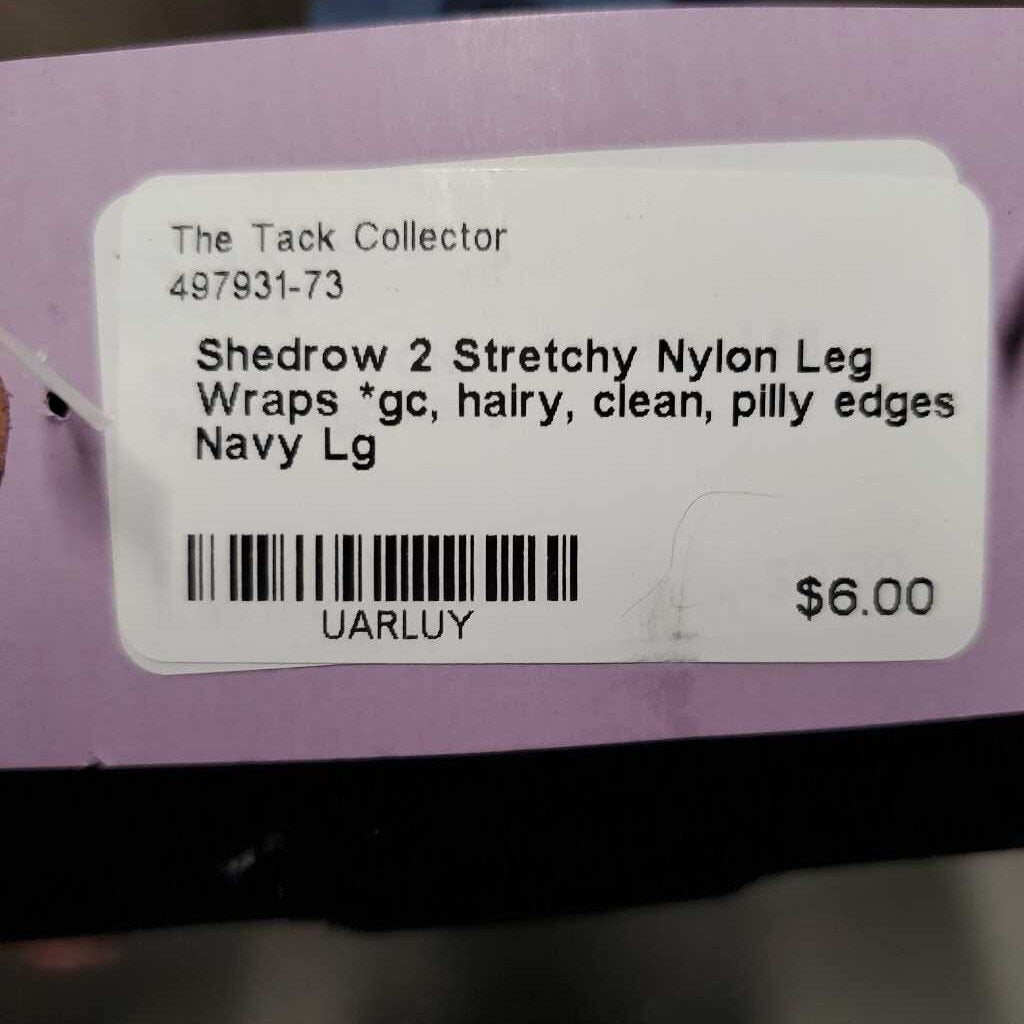 The Tack Collector
497931-73
Shedrow 2 Stretchy Nylon Leg
Wraps *gc, hairy, clean, pilly edges
Navy Lg
UARLUY
$6.00